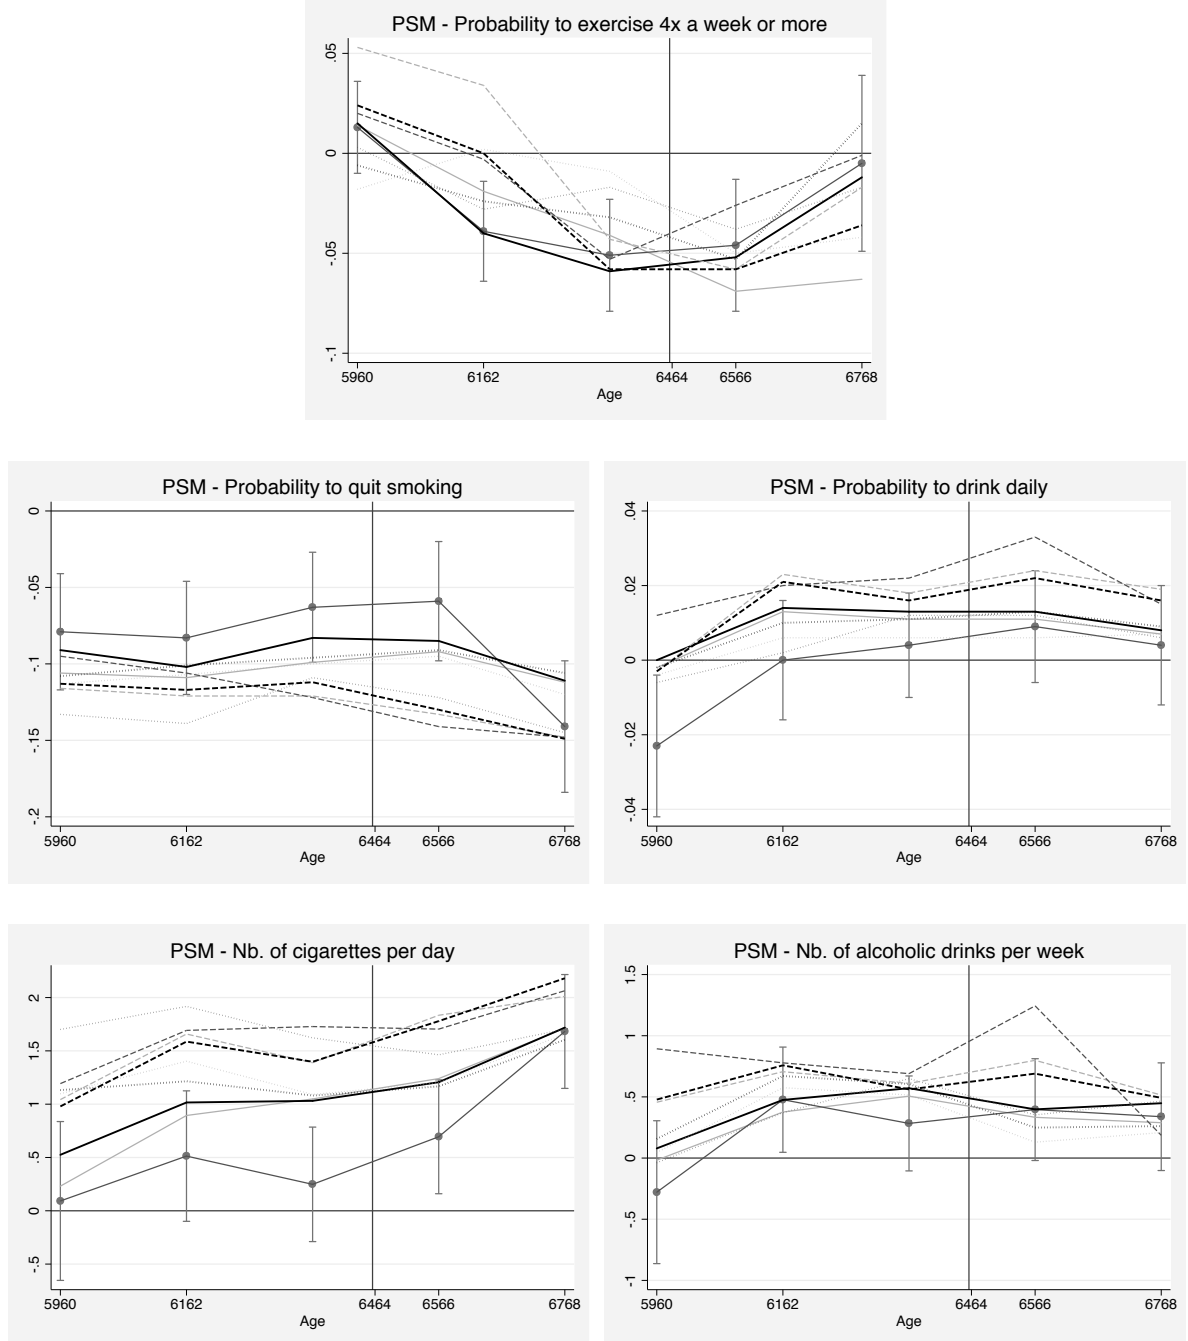 PSM - Probability to exercise 4x a week or more
.05
0
-.05
-.1
5960 6162 6464 6566 6768
Age
PSM - Probability to quit smoking
0
-.05
-.1
-.15
-.2
5960 6162 6464 6566 6768
Age
PSM - Probability to drink daily
.04
.02
0
-.02
-.04
5960 6162 6464 6566 6768
Age
PSM - Nb. of cigarettes per day
2
1.5
1
.5
0
-.5
5960 6162 6464 6566 6768
Age
PSM - Nb. of alcoholic drinks per week
1.5
1
.5
0
-.5
-1
5960 6162 6464 6566 6768
Age